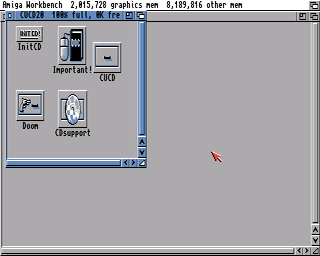 Amiga Workbench 2,015,728 graphics mem 8,189,816 other mem
CUCD20 100% full, 0K fre
INITCD!
DOC
InitCD
Important!
CUCD
Doom
CDsupport